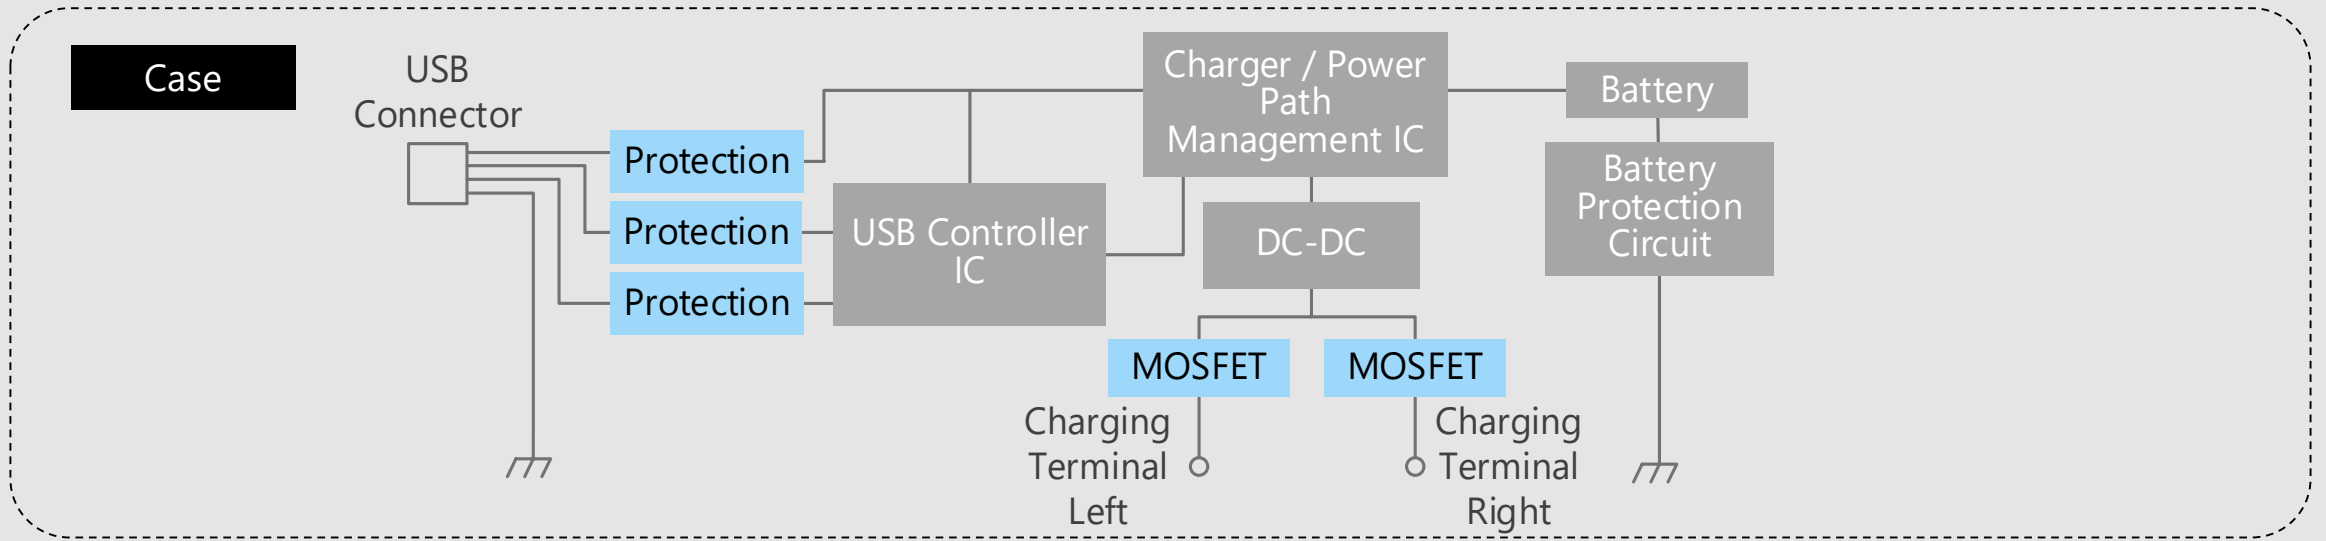 Case
USB
Connector
Protection
Protection
Protection
USB Controller
IC
Charger / Power
Path
Management IC
DC-DC
Battery
Battery
Protection
Circuit
MOSFET
MOSFET
Charging
Terminal
Left
Charging
Terminal
Right